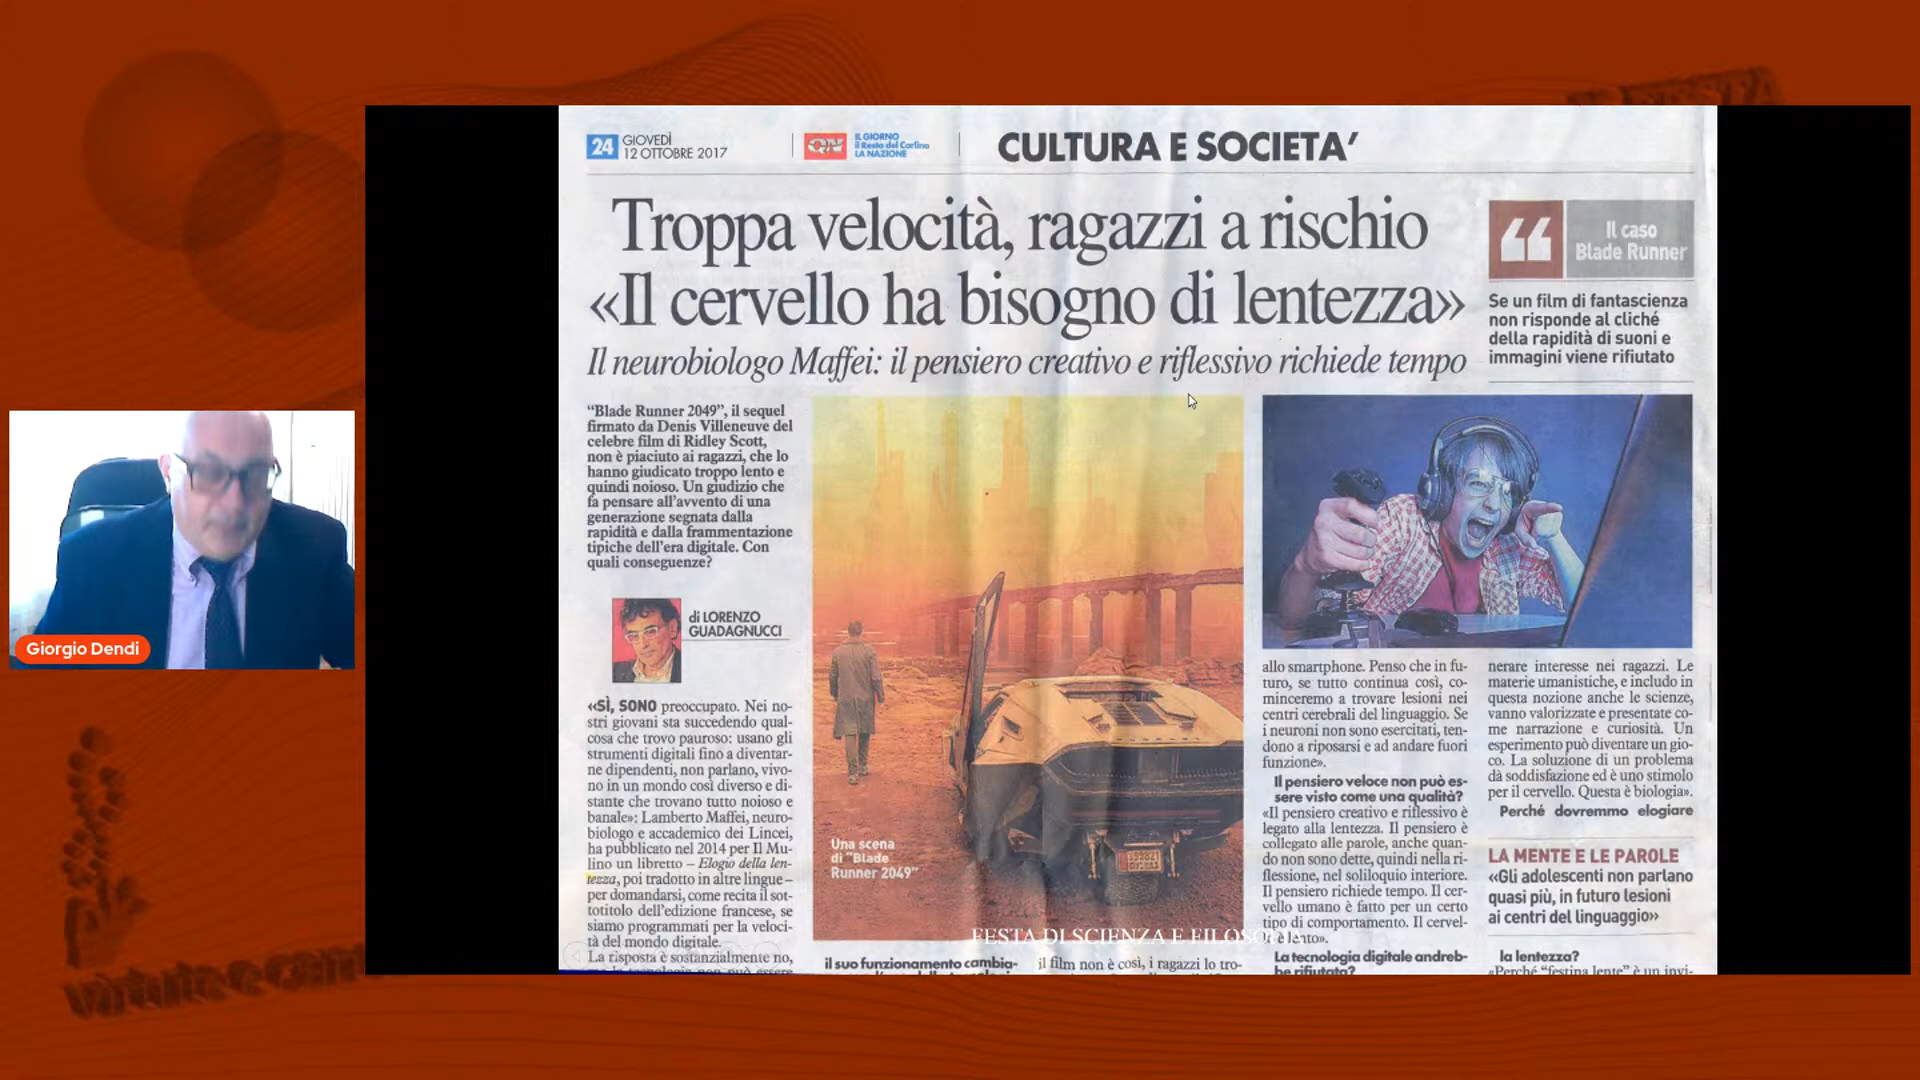 24 GIOVEDÌ
12 OTTOBRE 2017
QN IL GIORNO
il Resto del Carlino
LA NAZIONE
CULTURA E SOCIETA'
Troppa velocità, ragazzi a rischio
«Il cervello ha bisogno di lentezza»
Il neurobiologo Maffei: il pensiero creativo e riflessivo richiede tempo
Il caso
Blade Runner
Se un film di fantascienza
non risponde al cliché
della rapidità di suoni e
immagini viene rifiutato
"Blade Runner 2049", il sequel
firmato da Denis Villeneuve del
celebre film di Ridley Scott,
non è piaciuto ai ragazzi, che lo
hanno giudicato troppo lento e
quindi noioso. Un giudizio che
fa pensare all'avvento di una
generazione segnata dalla
rapidità e dalla frammentazione
tipiche dell'era digitale. Con
quali conseguenze?
di LORENZO
GUADAGNUCCI
«SÌ, SONO preoccupato. Nei no-
stri giovani sta succedendo qual-
cosa che trovo pauroso: usano gli
strumenti digitali fino a diventar-
ne dipendenti, non parlano, vivo-
no in un mondo così diverso e di-
stante che trovano tutto noioso e
banale»: Lamberto Maffei, neuro-
biologo e accademico dei Lincei,
ha pubblicato nel 2014 per Il Mu-
lino un libretto – Elogio della len-
tezza, poi tradotto in altre lingue –
per domandarsi, come recita il sot-
totitolo dell'edizione francese, se
siamo programmati per la veloci-
tà del mondo digitale.
La risposta è sostanzialmente no,
Una scena
di "Blade
Runner 2049"
il suo funzionamento cambia-
il film non è così, i ragazzi lo tro-
allo smartphone. Penso che in fu-
turo, se tutto continua così, co-
minceremo a trovare lesioni nei
centri cerebrali del linguaggio. Se
i neuroni non sono esercitati, ten-
dono a riposarsi e ad andare fuori
funzione».
Il pensiero veloce non può es-
sere visto come una qualità?
«Il pensiero creativo e riflessivo è
legato alla lentezza. Il pensiero è
collegato alle parole, anche quan-
do non sono dette, quindi nella ri-
flessione, nel soliloquio interiore.
Il pensiero richiede tempo. Il cer-
vello umano è fatto per un certo
tipo di comportamento. Il cervel-
lo è lento».
La tecnologia digitale andreb-
be rifiutata?
nerare interesse nei ragazzi. Le
materie umanistiche, e includo in
questa nozione anche le scienze,
vanno valorizzate e presentate co-
me narrazione e curiosità. Un
esperimento può diventare un gio-
co. La soluzione di un problema
dà soddisfazione ed è uno stimolo
per il cervello. Questa è biologia».
Perché dovremmo elogiare
LA MENTE E LE PAROLE
«Gli adolescenti non parlano
quasi più, in futuro lesioni
ai centri del linguaggio»
la lentezza?
«Perché "festina lente" è un invi-
FESTA DI SCIENZA E FILOSOFIA
Giorgio Dendi